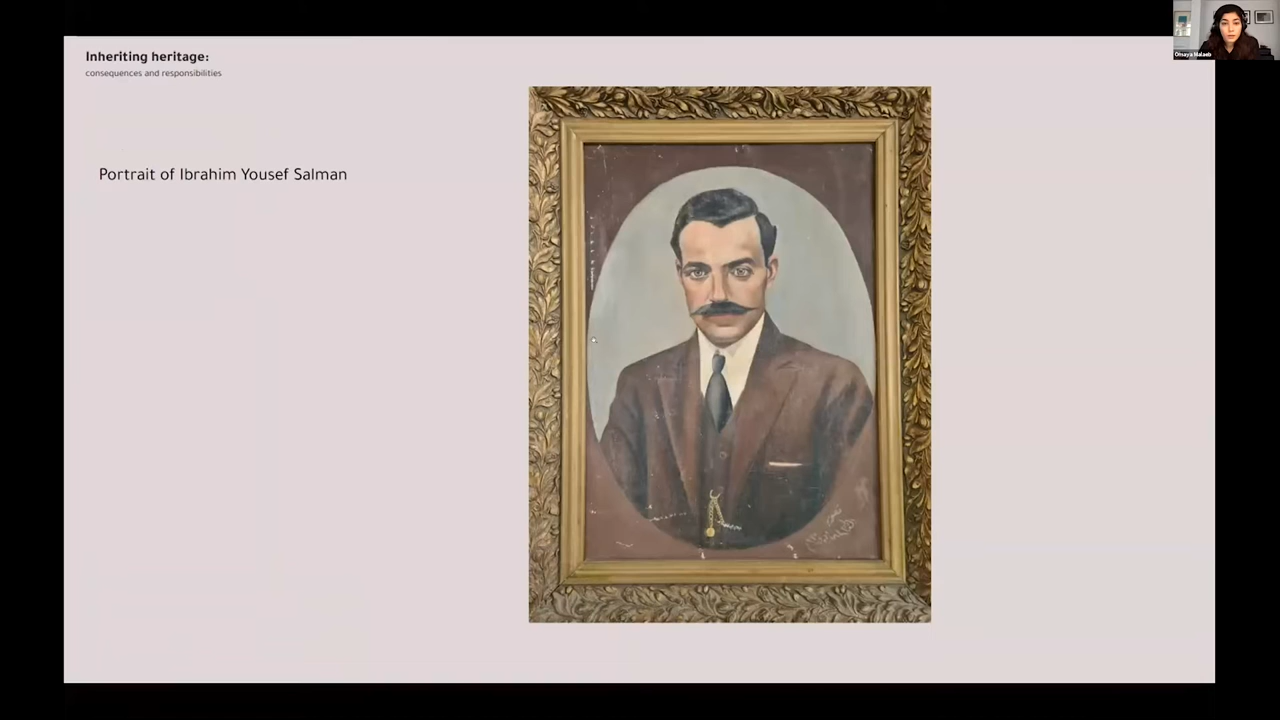 Inheriting heritage:
consequences and responsibilities
Portrait of Ibrahim Yousef Salman